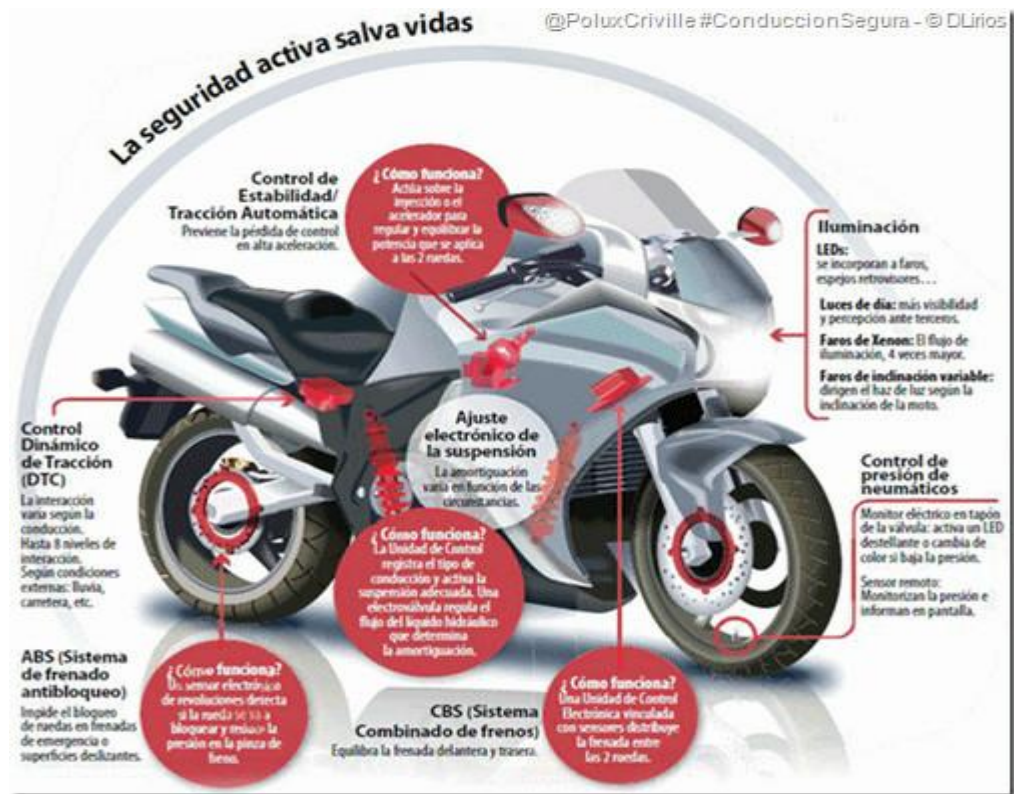 @PoluxCriville #ConduccionSegura - © DLirios
La seguridad activa salva vidas
Control de
Estabilidad/
Tracción Automática
Previene la pérdida de control
en alta aceleración.
¿Cómo funciona?
Actúa sobre la
inyección o el
acelerador para
regular y equilibrar la
potencia que se aplica
a las 2 ruedas.
Iluminación
LEDs:
se incorporan a faros,
espejos retrovisores...
Luces de día: más visibilidad
y percepción ante terceros.
Faros de Xenon: El flujo de
iluminación, 4 veces mayor.
Faros de inclinación variable:
dirigen el haz de luz según la
inclinación de la moto.
Control
Dinámico
de Tracción
(DTC)
La interacción
varia según la
conducción.
Hasta 8 niveles de
interacción.
Según condiciones
externas: lluvia,
carretera, etc.
Ajuste
electrónico de
la suspensión
La amortiguación
varia en función de las
circunstancias.
¿Cómo funciona?
La Unidad de Control
registra el tipo de
conducción y activa la
suspensión adecuada. Una
electroválvula regula el
flujo del líquido hidráulico
que determina
la amortiguación.
Control de
presión de
neumáticos
Monitor eléctrico en tapón
de la válvula: activa un LED
destellante o cambia de
color si baja la presión.
Sensor remoto:
Monitorizan la presión e
informan en pantalla.
ABS (Sistema
de frenado
antibloqueo)
Impide el bloqueo
de ruedas en frenadas
de emergencia o
superficies deslizantes.
¿Cómo funciona?
Un sensor electrónico
de revoluciones detecta
si la rueda se va a
bloquear y reduce la
presión en la pinza de
freno.
CBS (Sistema
Combinado de frenos)
Equilibra la frenada delantera y trasera.
¿Cómo funciona?
Una Unidad de Control
Electrónica vinculada
con sensores distribuye
la frenada entre
las 2 ruedas.